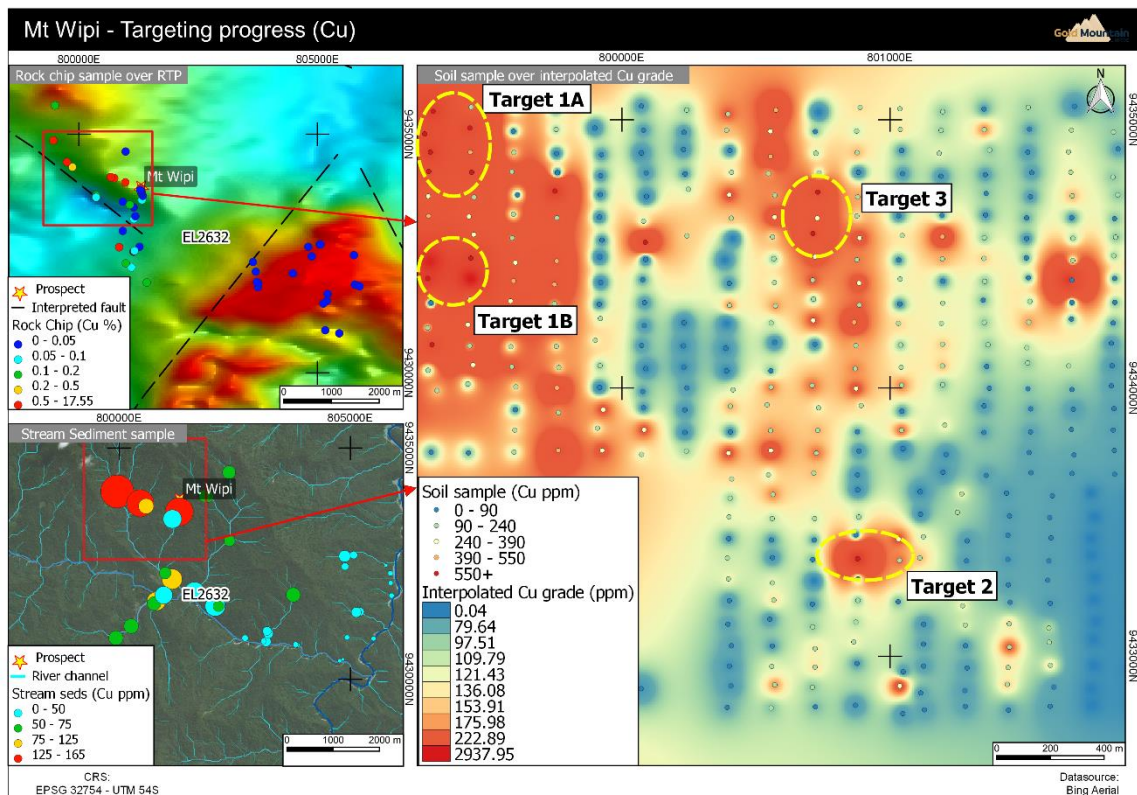 Mt Wipi - Targeting progress (Cu)
Gold Mountain
800000E
805000E
Rock chip sample over RTP
9435000N
Mt Wipi
EL2632
Prospect
Interpreted fault
Rock Chip (Cu %)
0 - 0.05
0.05 - 0.1
0.1 - 0.2
0.2 - 0.5
0.5 - 17.55
9430000N
0
1000
2000 m
800000E
805000E
Stream Sediment sample
9435000N
Mt Wipi
EL2632
Prospect
River channel
Stream seds (Cu ppm)
0 - 50
50 - 75
75 - 125
125 - 165
9430000N
0
1000
2000 m
800000E
801000E
Soil sample over interpolated Cu grade
N
9435000N
Target 1A
Target 3
Target 1B
9434000N
Soil sample (Cu ppm)
0 - 90
90 - 240
240 - 390
390 - 550
550+
Interpolated Cu grade (ppm)
0.04
79.64
97.51
109.79
121.43
136.08
153.91
175.98
222.89
2937.95
Target 2
9433000N
0
200
400 m
CRS:
EPSG 32754 - UTM 54S
Datasource:
Bing Aerial